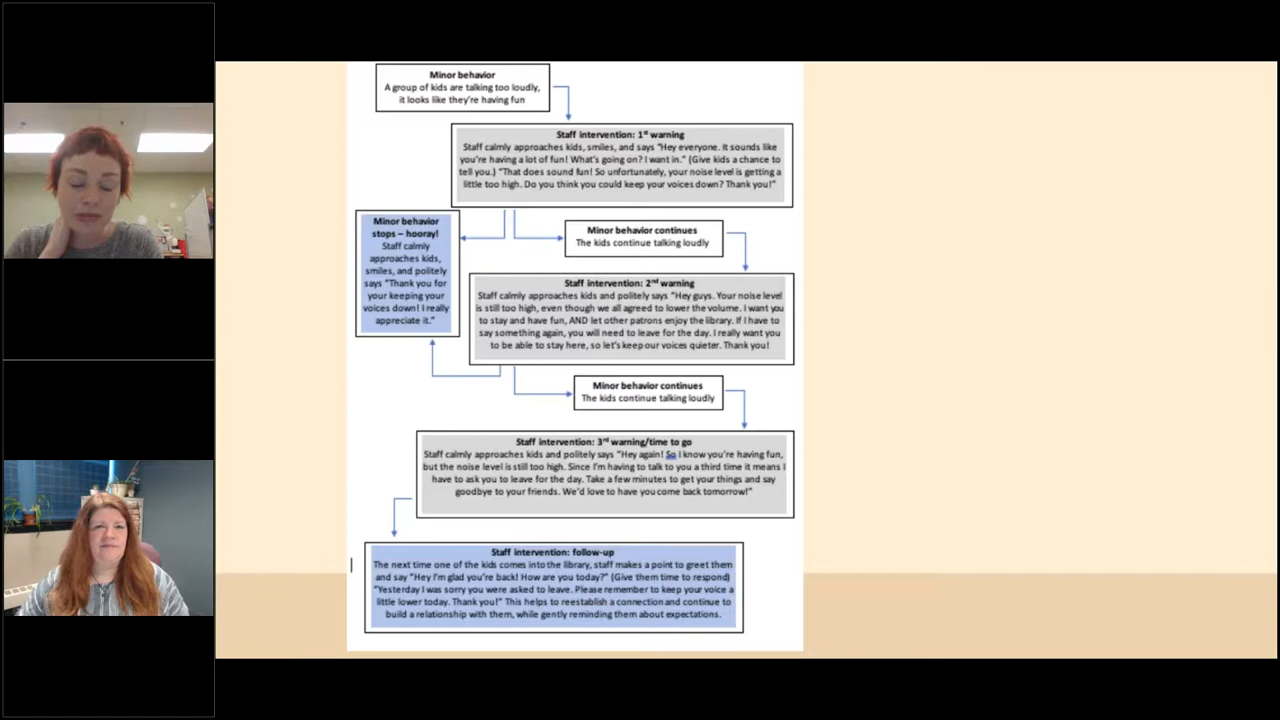 Minor behavior
A group of kids are talking too loudly,
it looks like they're having fun
Staff intervention: 1st warning
Staff calmly approaches kids, smiles, and says “Hey everyone. It sounds like
you're having a lot of fun! What's going on? I want in.” (Give kids a chance to
tell you.) “That does sound fun! So unfortunately, your noise level is getting a
little too high. Do you think you could keep your voices down? Thank you!”
Minor behavior
stops – hooray!
Staff calmly
approaches kids,
smiles, and politely
says “Thank you for
your keeping your
voices down! I really
appreciate it.”
Minor behavior continues
The kids continue talking loudly
Staff intervention: 2nd warning
Staff calmly approaches kids and politely says “Hey guys. Your noise level
is still too high, even though we all agreed to lower the volume. I want you
to stay and have fun, AND let other patrons enjoy the library. If I have to
say something again, you will need to leave for the day. I really want you
to be able to stay here, so let's keep our voices quieter. Thank you!
Minor behavior continues
The kids continue talking loudly
Staff intervention: 3rd warning/time to go
Staff calmly approaches kids and politely says “Hey again! So I know you're having fun,
but the noise level is still too high. Since I'm having to talk to you a third time it means I
have to ask you to leave for the day. Take a few minutes to get your things and say
goodbye to your friends. We'd love to have you come back tomorrow!”
Staff intervention: follow-up
The next time one of the kids comes into the library, staff makes a point to greet them
and say “Hey I'm glad you're back! How are you today?” (Give them time to respond)
“Yesterday I was sorry you were asked to leave. Please remember to keep your voice a
little lower today. Thank you!” This helps to reestablish a connection and continue to
build a relationship with them, while gently reminding them about expectations.